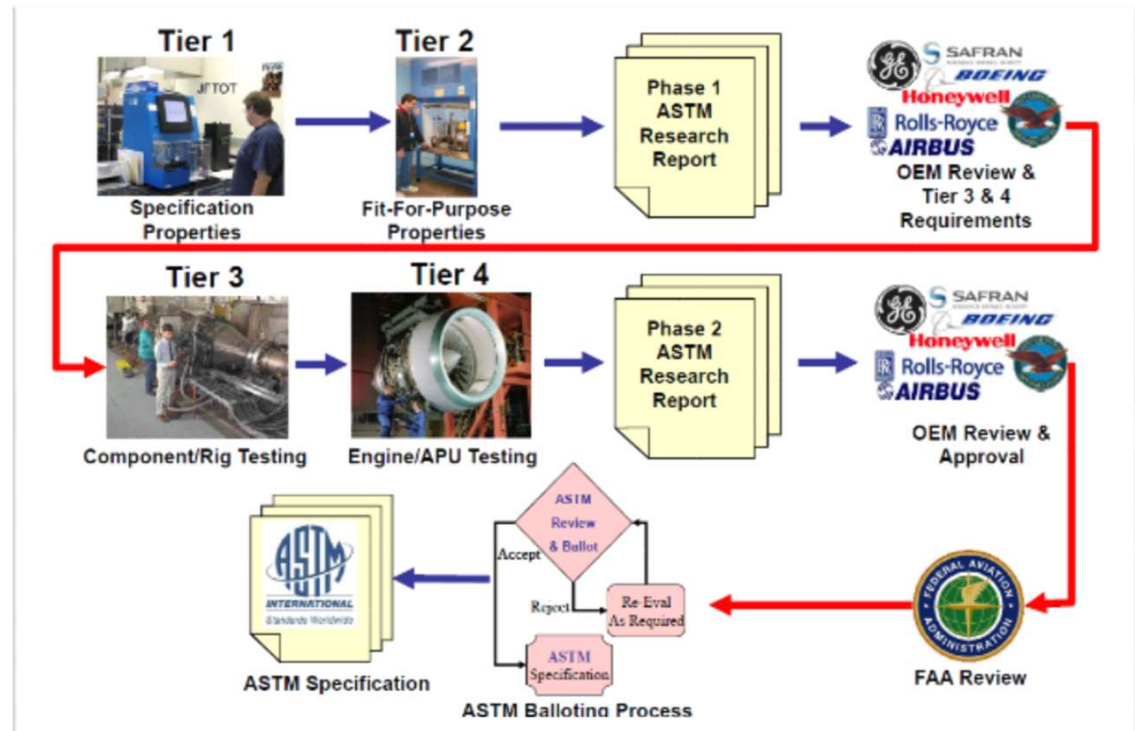 Tier 1
Tier 2
JFTOT
Specification
Properties
Fit-For-Purpose
Properties
Phase 1
ASTM
Research
Report
GE
SAFRAN
BOEING
Honeywell
Rolls-Royce
AIRBUS
OEM Review &
Tier 3 & 4
Requirements
Tier 3
Tier 4
Component/Rig Testing
Engine/APU Testing
Phase 2
ASTM
Research
Report
GE
SAFRAN
BOEING
Honeywell
Rolls-Royce
AIRBUS
OEM Review &
Approval
ASTM
INTERNATIONAL
Standards Worldwide
ASTM Specification
ASTM
Review
& Ballot
Accept
Reject
Re-Eval
As Required
ASTM
Specification
ASTM Balloting Process
FEDERAL AVIATION
ADMINISTRATION
FAA Review